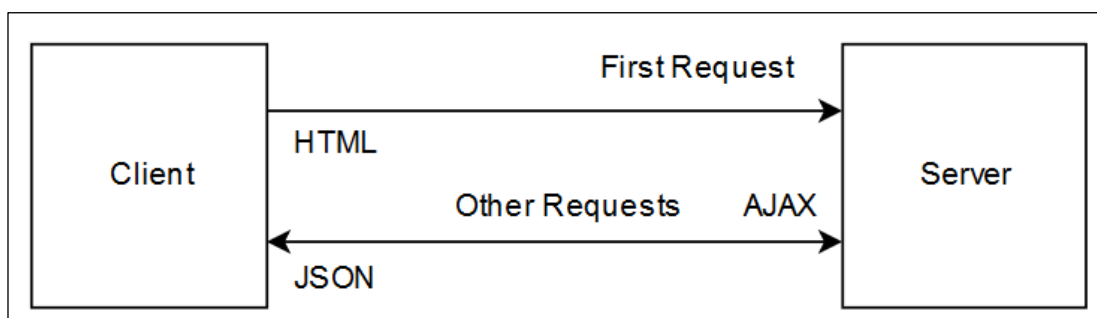 First Request
HTML
Client
Server
Other Requests
AJAX
JSON